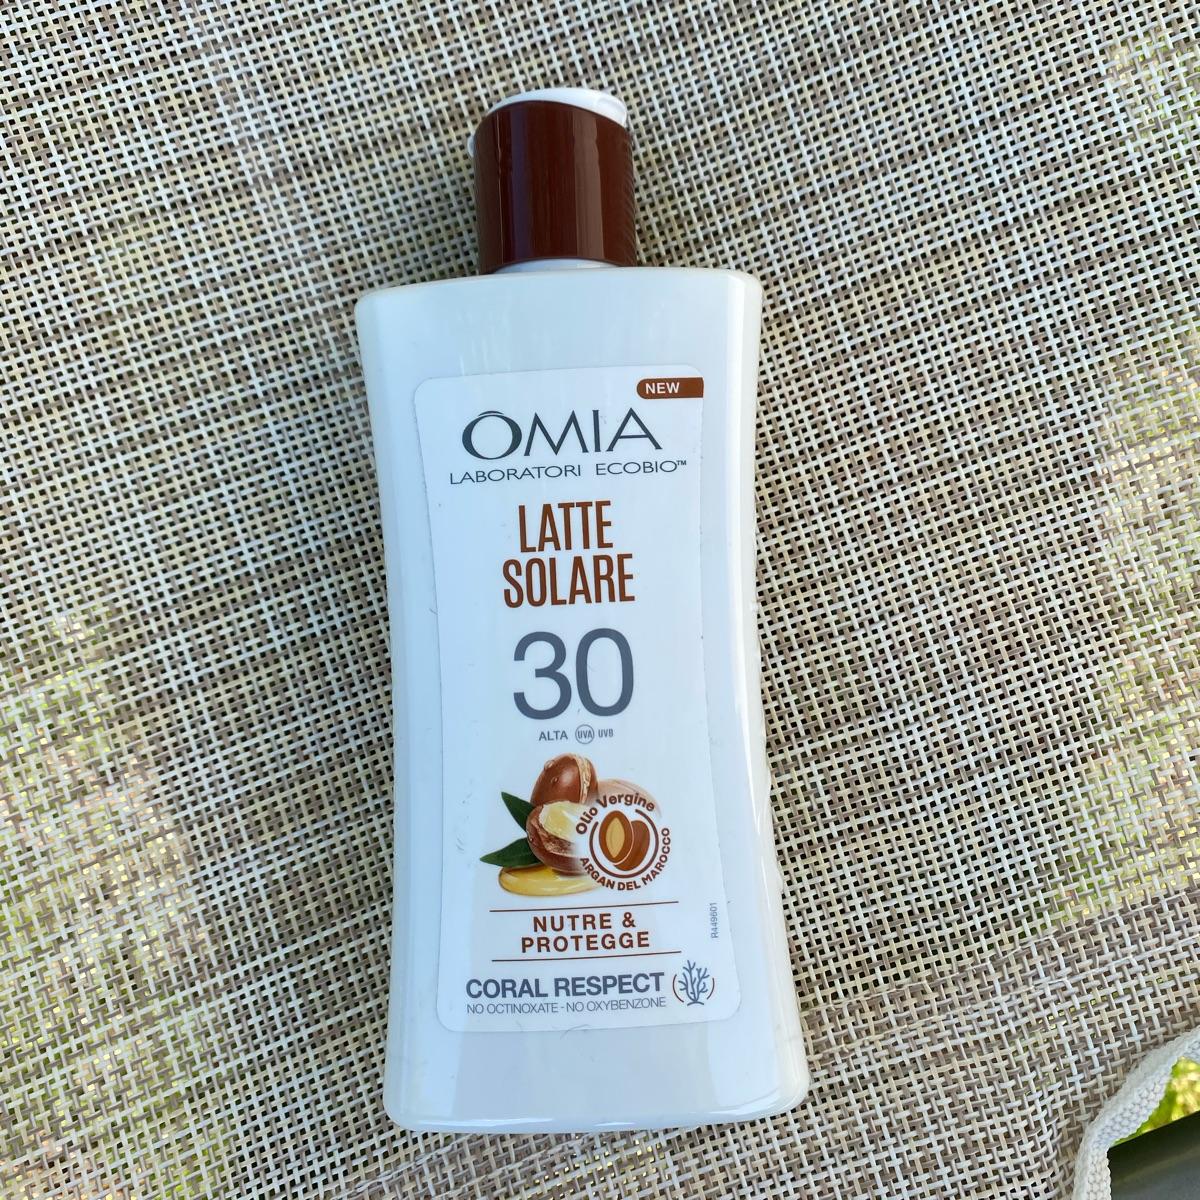 NEW
ÔMIA
LABORATORI ECOBIO™
LATTE
SOLARE
30
ALTA UVA UVB
Olio Vergine
ARGAN DEL MAROCCO
NUTRE &
PROTEGGE
R449601
CORAL RESPECT
NO OCTINOXATE - NO OXYBENZONE